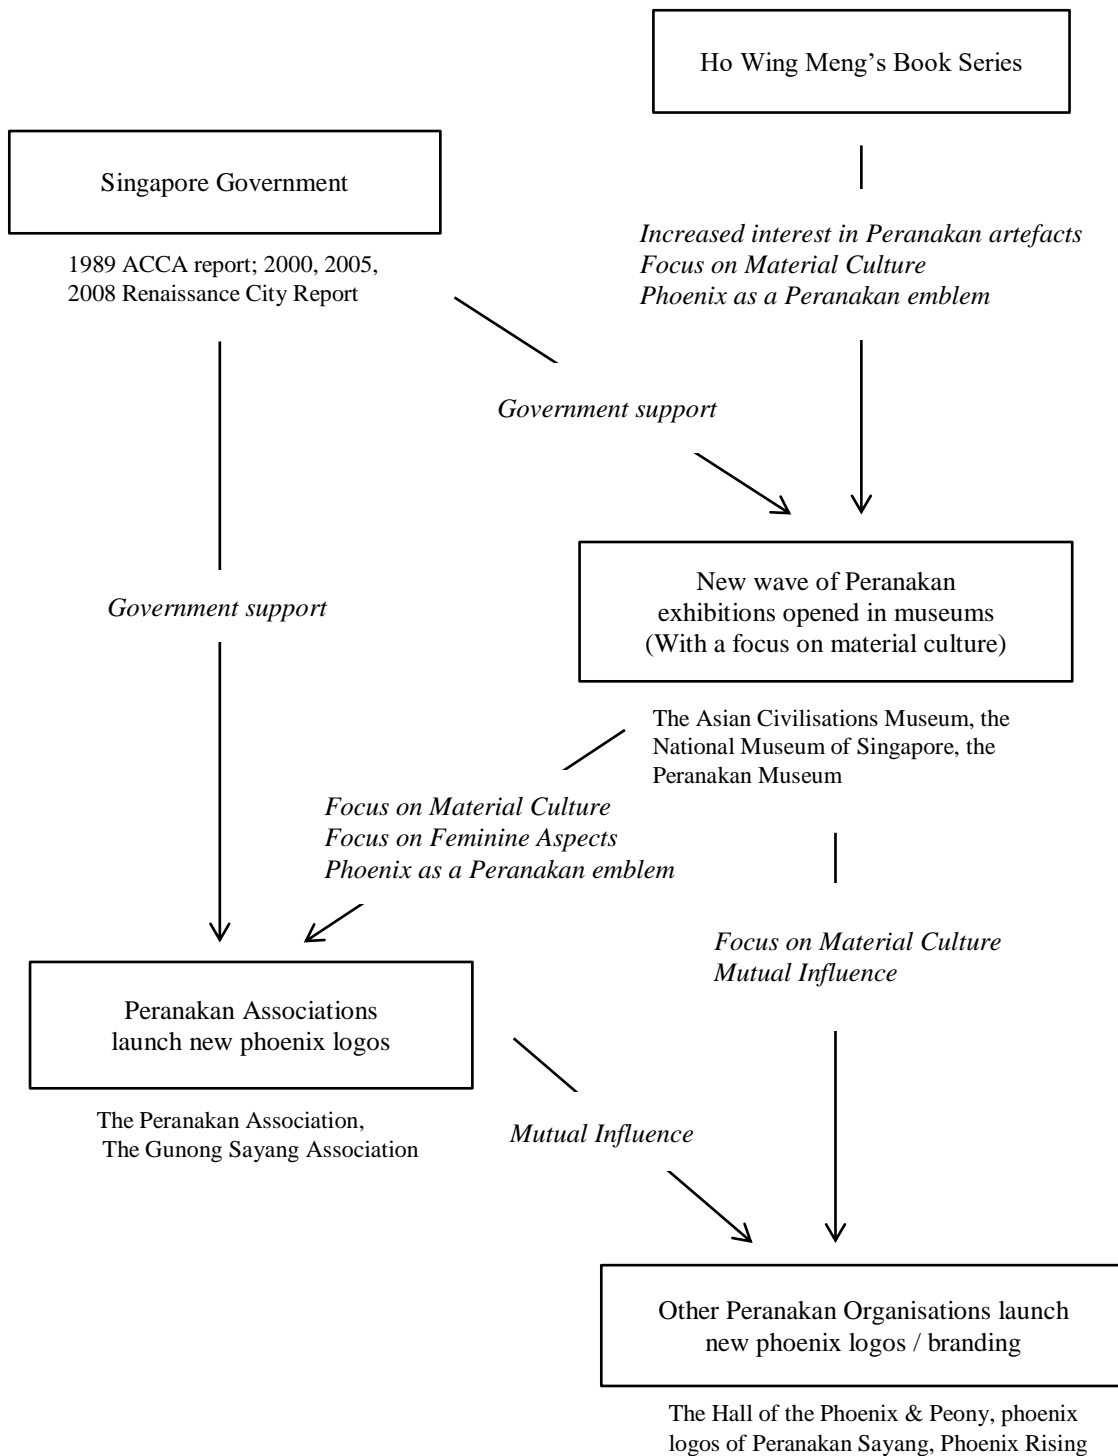 Ho Wing Meng’s Book Series
Singapore Government
1989 ACCA report; 2000, 2005,
2008 Renaissance City Report
Increased interest in Peranakan artefacts
Focus on Material Culture
Phoenix as a Peranakan emblem
Government support
Government support
New wave of Peranakan
exhibitions opened in museums
(With a focus on material culture)
The Asian Civilisations Museum, the
National Museum of Singapore, the
Peranakan Museum
Focus on Material Culture
Focus on Feminine Aspects
Phoenix as a Peranakan emblem
Focus on Material Culture
Mutual Influence
Peranakan Associations
launch new phoenix logos
The Peranakan Association,
The Gunong Sayang Association
Mutual Influence
Other Peranakan Organisations launch
new phoenix logos / branding
The Hall of the Phoenix & Peony, phoenix
logos of Peranakan Sayang, Phoenix Rising